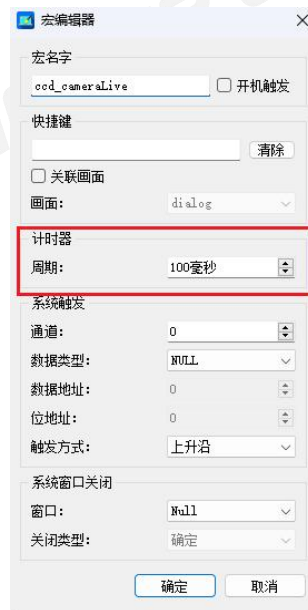 宏编辑器
宏名字
ccd_cameraLive 开机触发
快捷键
清除
关联画面
画面: dialog
计时器
周期: 100毫秒
系统触发
通道: 0
数据类型: NULL
数据地址: 0
位地址: 0
触发方式: 上升沿
系统窗口关闭
窗口: Null
关闭类型: 确定
确定 取消